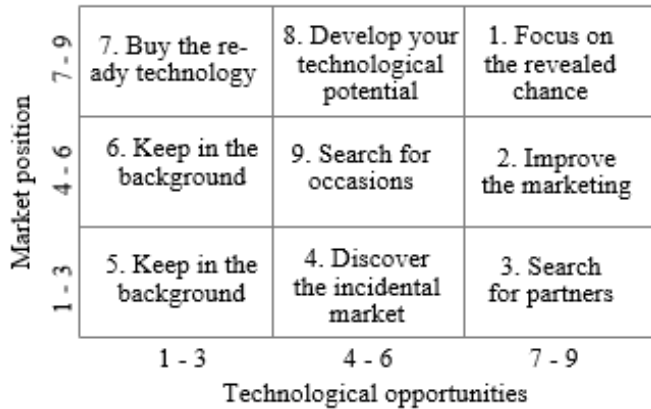 7. Buy the re-
ady technology
8. Develop your
technological
potential
1. Focus on
the revealed
chance
6. Keep in the
background
9. Search for
occasions
2. Improve
the marketing
5. Keep in the
background
4. Discover
the incidental
market
3. Search
for partners
Market position
7 - 9
4 - 6
1 - 3
1 - 3
4 - 6
7 - 9
Technological opportunities